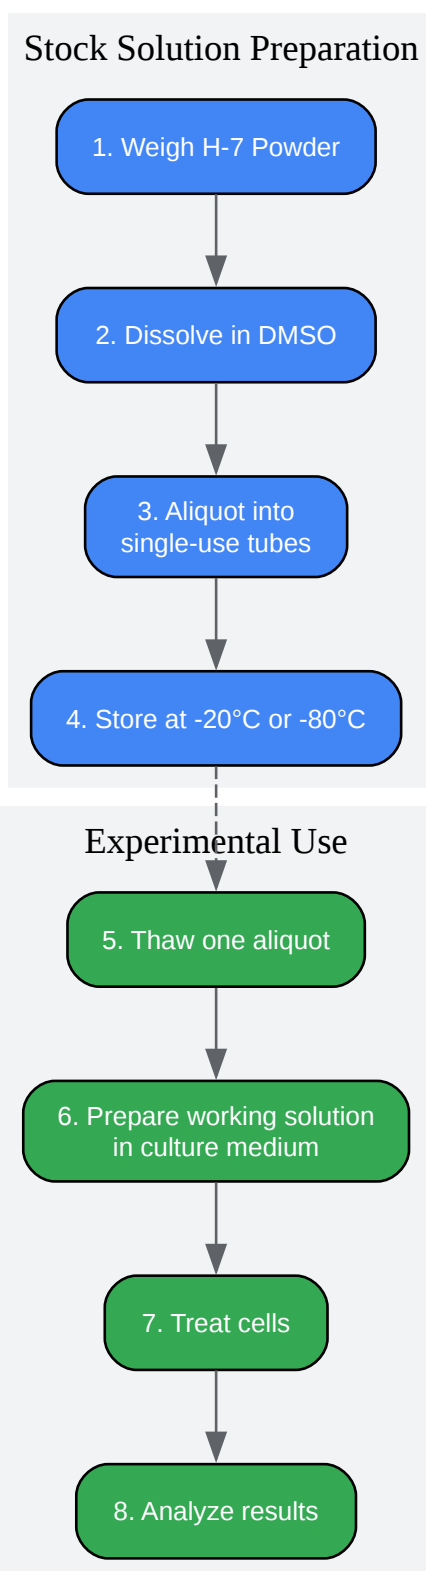 Stock Solution Preparation
1. Weigh H-7 Powder
2. Dissolve in DMSO
3. Aliquot into
single-use tubes
4. Store at -20°C or -80°C
Experimental Use
5. Thaw one aliquot
6. Prepare working solution
in culture medium
7. Treat cells
8. Analyze results